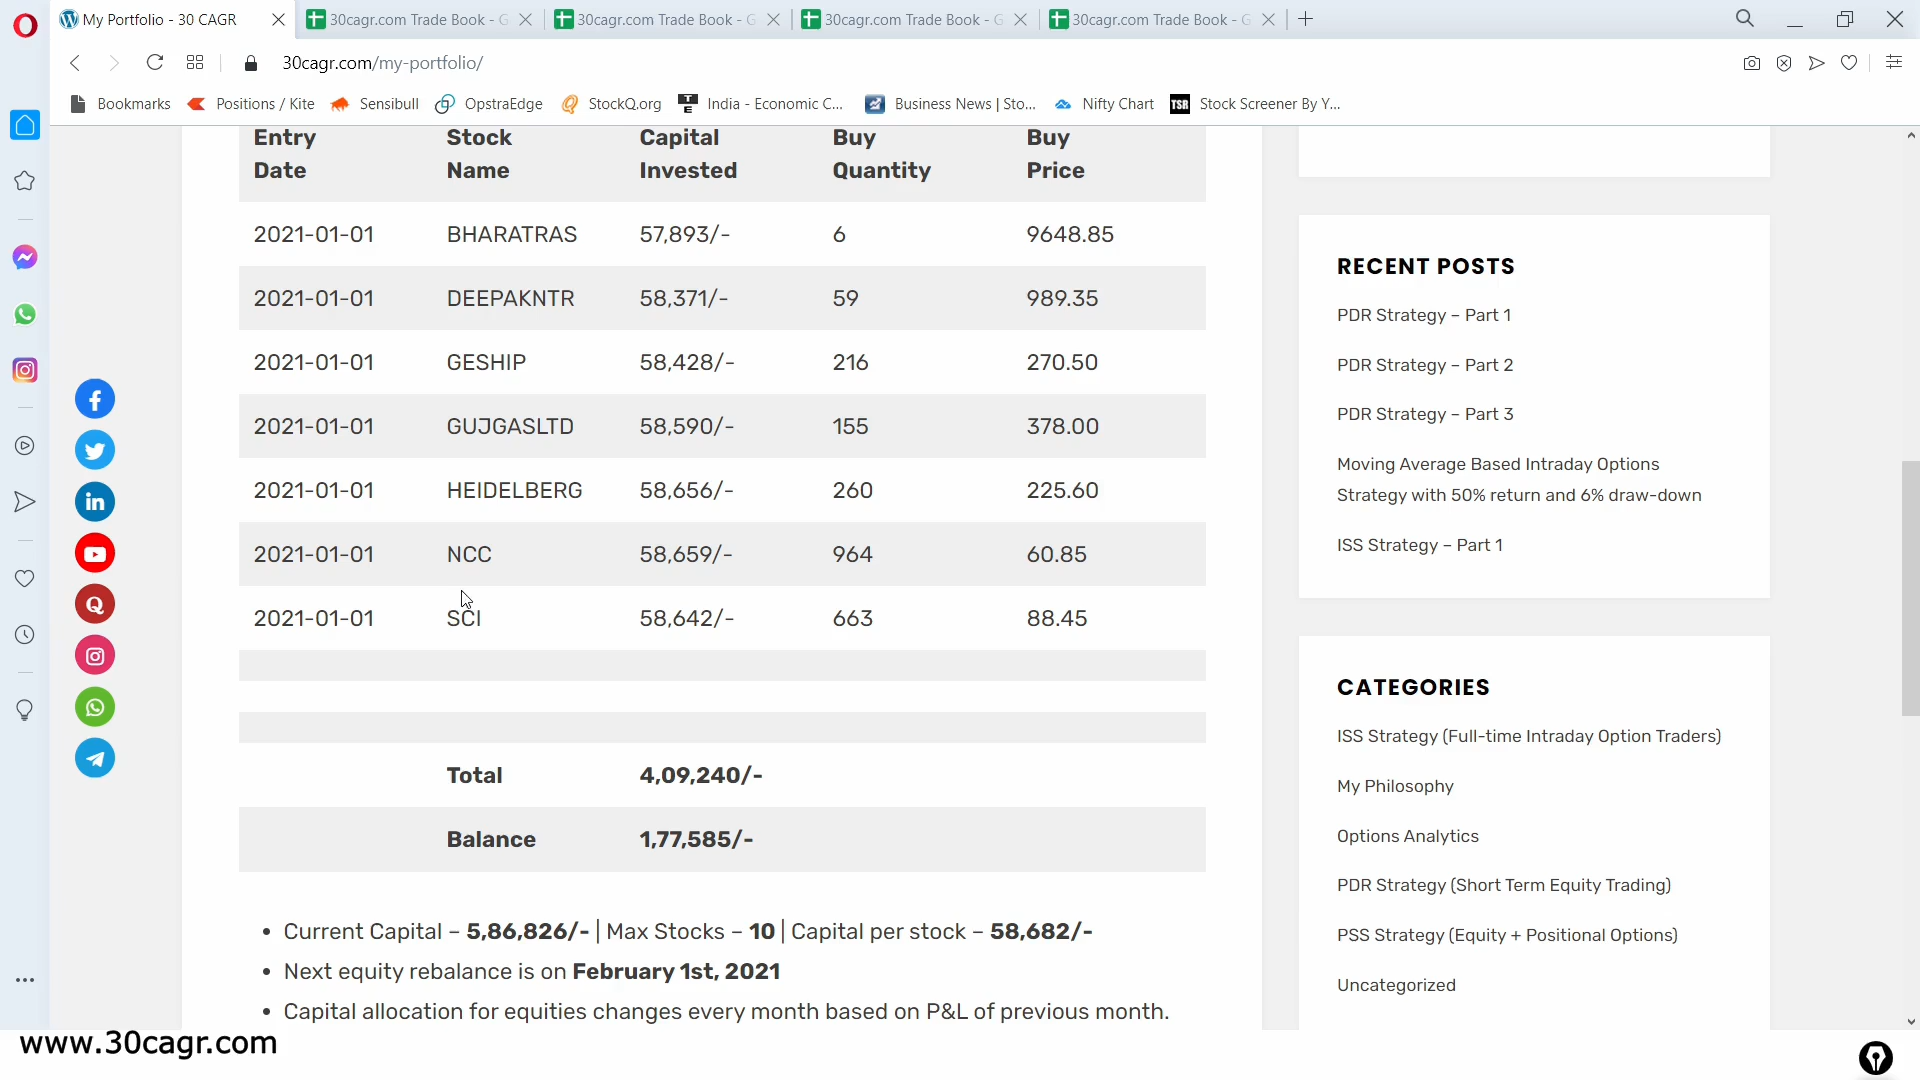 My Portfolio - 30 CAGR
30cagr.com Trade Book - G
30cagr.com Trade Book - G
30cagr.com Trade Book - G
30cagr.com Trade Book - G
30cagr.com/my-portfolio/
Bookmarks
Positions / Kite
Sensibull
OpstraEdge
StockQ.org
India - Economic C...
Business News | Sto...
Nifty Chart
TSR
Stock Screener By Y...
Entry Date
Stock Name
Capital Invested
Buy Quantity
Buy Price
2021-01-01 BHARATRAS 57,893/- 6 9648.85
2021-01-01 DEEPAKNTR 58,371/- 59 989.35
2021-01-01 GESHIP 58,428/- 216 270.50
2021-01-01 GUJGASLTD 58,590/- 155 378.00
2021-01-01 HEIDELBERG 58,656/- 260 225.60
2021-01-01 NCC 58,659/- 964 60.85
2021-01-01 SCI 58,642/- 663 88.45
Total 4,09,240/-
Balance 1,77,585/-
• Current Capital – 5,86,826/- | Max Stocks – 10 | Capital per stock – 58,682/-
• Next equity rebalance is on February 1st, 2021
• Capital allocation for equities changes every month based on P&L of previous month.
RECENT POSTS
PDR Strategy – Part 1
PDR Strategy – Part 2
PDR Strategy – Part 3
Moving Average Based Intraday Options
Strategy with 50% return and 6% draw-down
ISS Strategy – Part 1
CATEGORIES
ISS Strategy (Full-time Intraday Option Traders)
My Philosophy
Options Analytics
PDR Strategy (Short Term Equity Trading)
PSS Strategy (Equity + Positional Options)
Uncategorized
www.30cagr.com